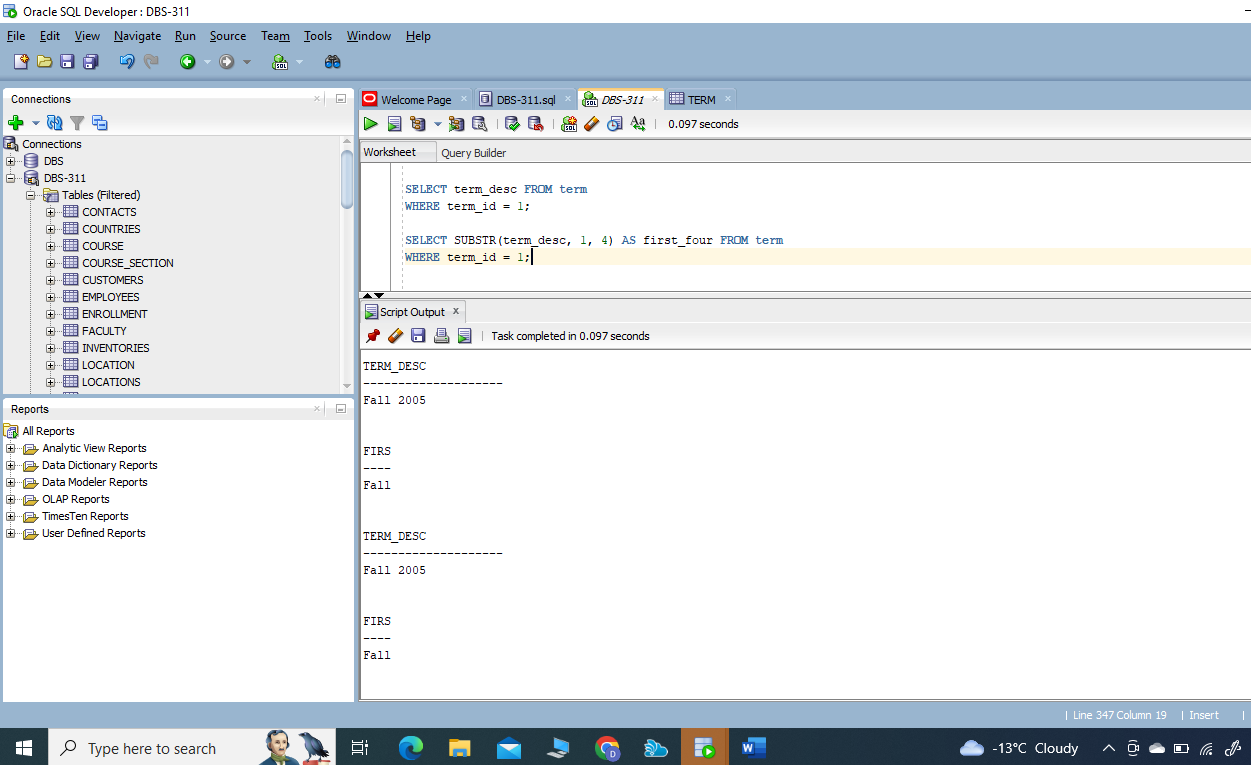 Oracle SQL Developer : DBS-311
File Edit View Navigate Run Source Team Tools Window Help
Connections
Connections
DBS
DBS-311
Tables (Filtered)
CONTACTS
COUNTRIES
COURSE
COURSE_SECTION
CUSTOMERS
EMPLOYEES
ENROLLMENT
FACULTY
INVENTORIES
LOCATION
LOCATIONS
Reports
All Reports
Analytic View Reports
Data Dictionary Reports
Data Modeler Reports
OLAP Reports
TimesTen Reports
User Defined Reports
Welcome Page DBS-311.sql DBS-311 TERM
0.097 seconds
Worksheet Query Builder
SELECT term_desc FROM term
WHERE term_id = 1;
SELECT SUBSTR(term_desc, 1, 4) AS first_four FROM term
WHERE term_id = 1;
Script Output
Task completed in 0.097 seconds
TERM_DESC
--------------------
Fall 2005
FIRS
----
Fall
TERM_DESC
--------------------
Fall 2005
FIRS
----
Fall
Line 347 Column 19 Insert
Type here to search
-13°C Cloudy